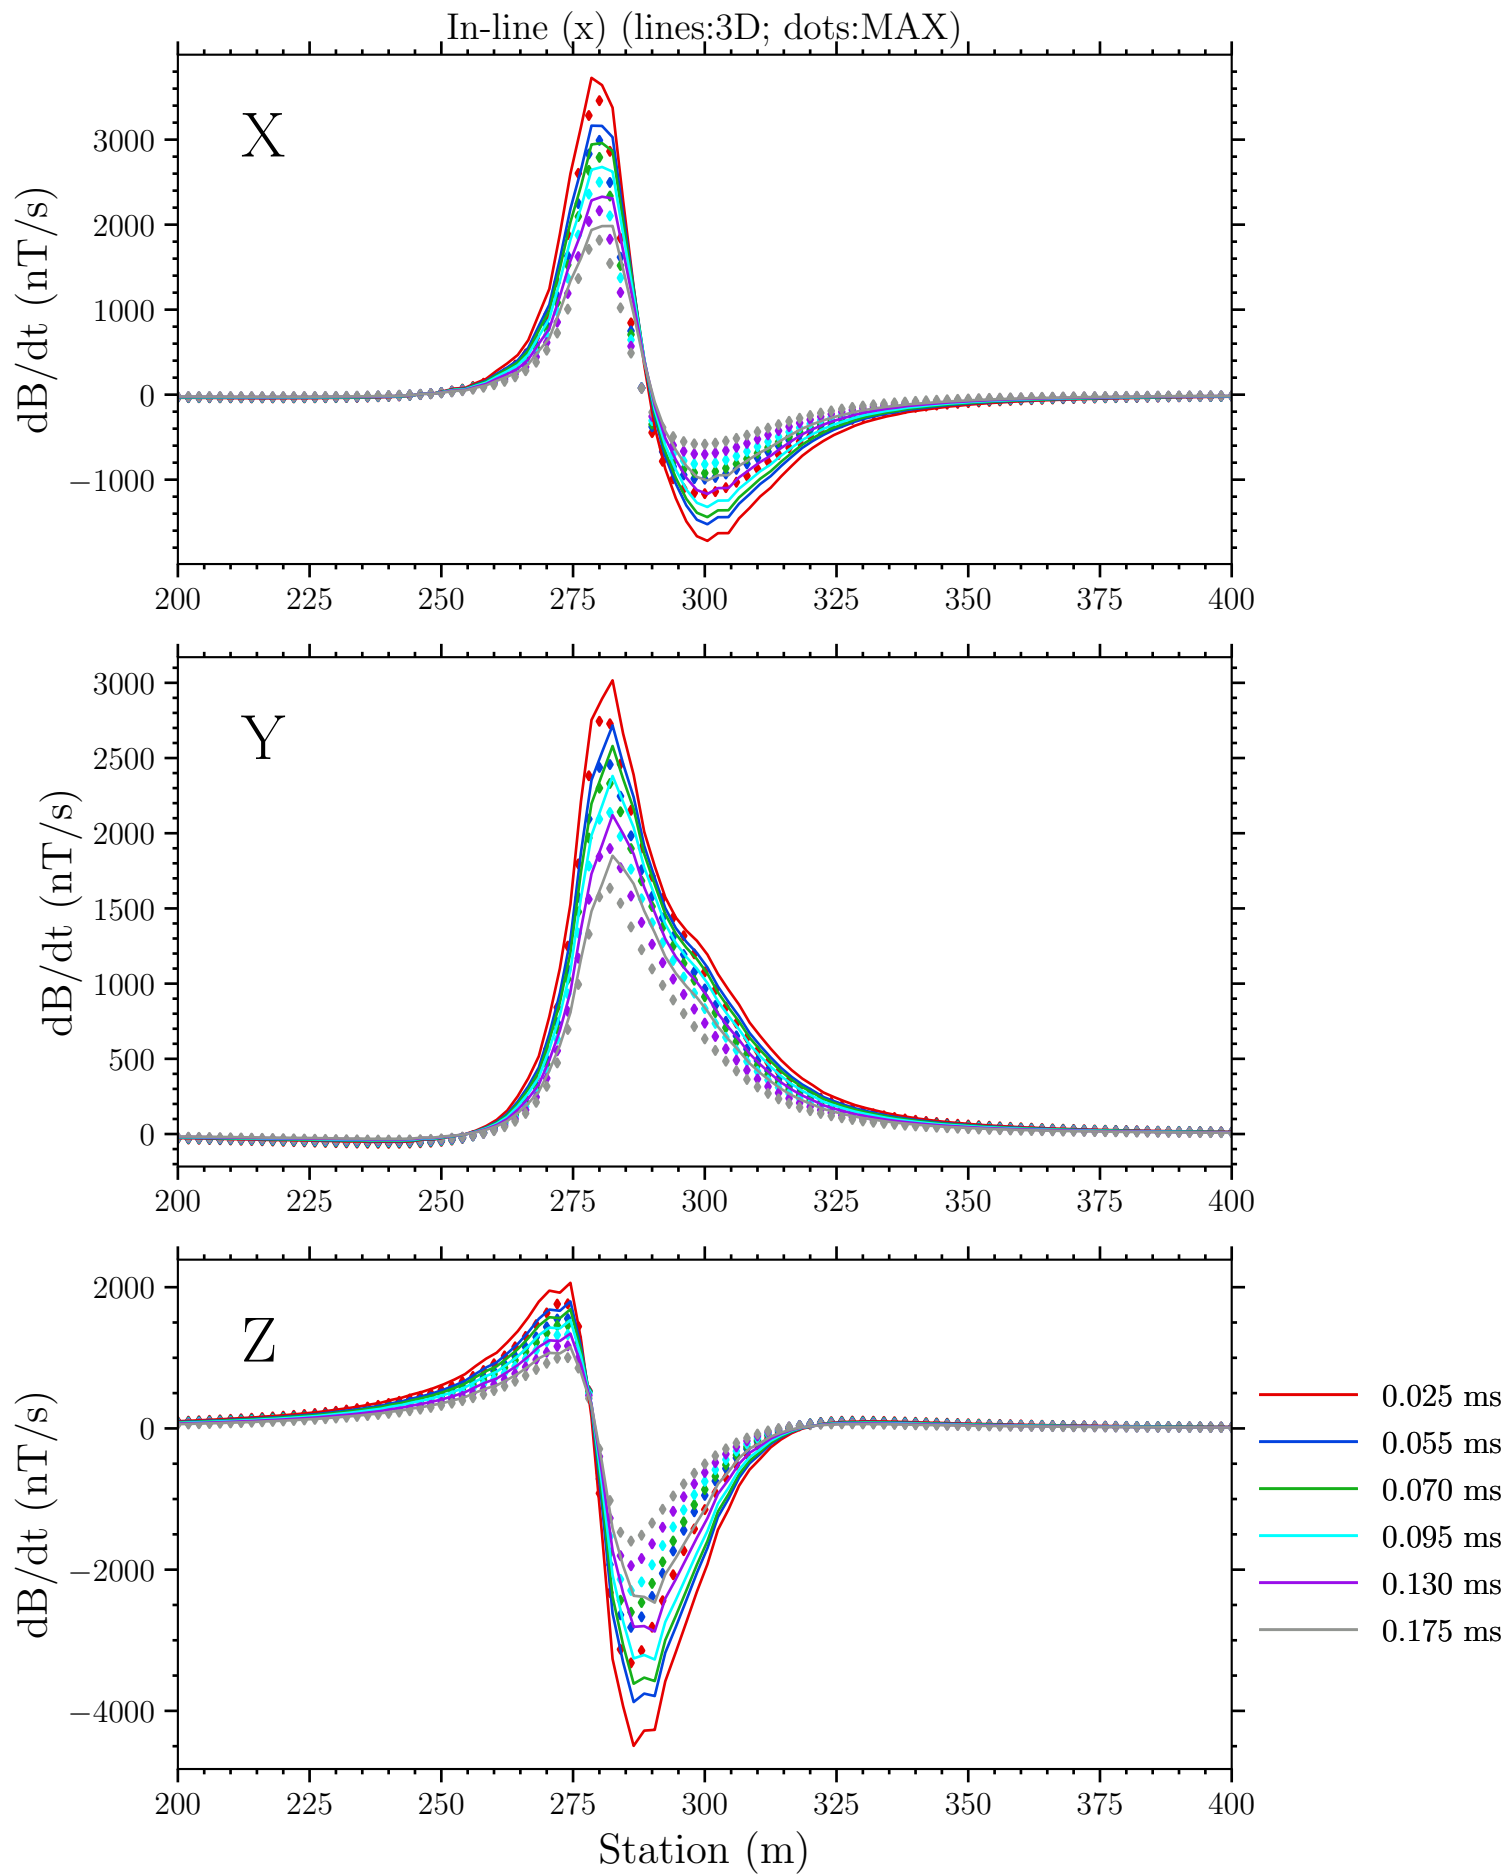 In-line (x) (lines:3D; dots:MAX)
X
dB/dt (nT/s)
3000
2000
1000
0
−1000
200 225 250 275 300 325 350 375 400
Y
dB/dt (nT/s)
3000
2500
2000
1500
1000
500
0
200 225 250 275 300 325 350 375 400
Z
dB/dt (nT/s)
2000
0
−2000
−4000
200 225 250 275 300 325 350 375 400
Station (m)
0.025 ms
0.055 ms
0.070 ms
0.095 ms
0.130 ms
0.175 ms